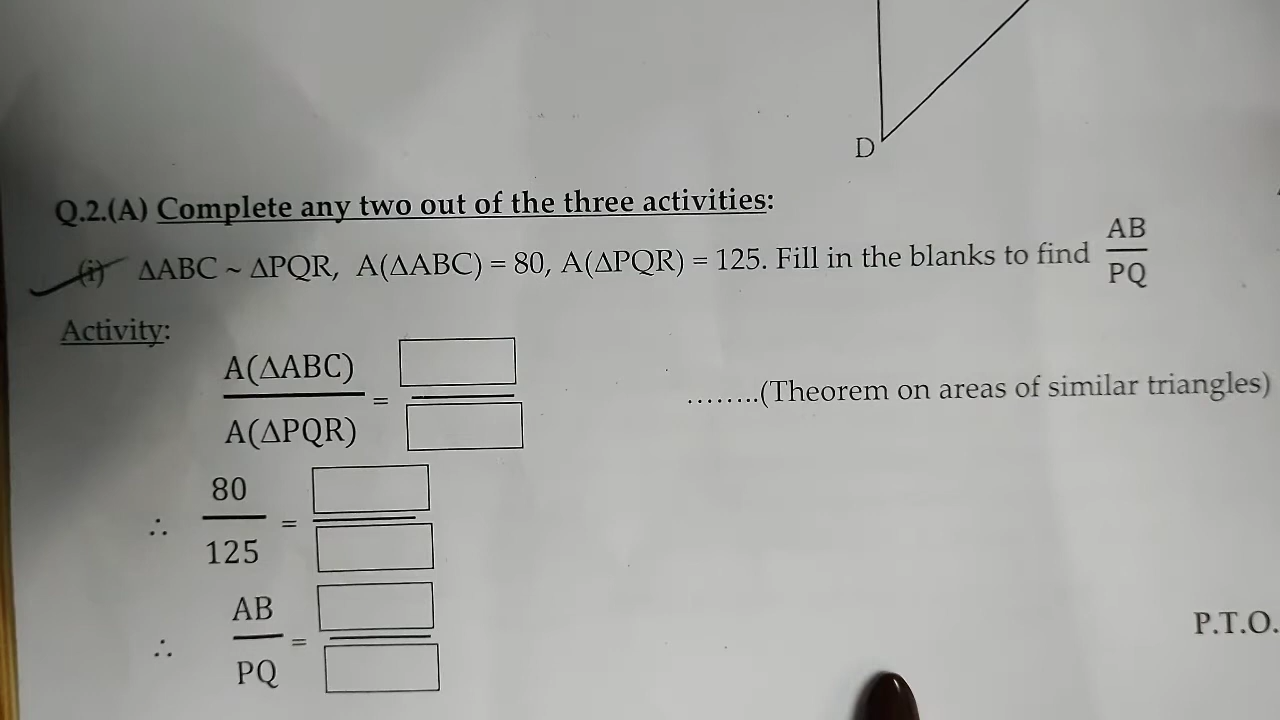 D
Q.2.(A) Complete any two out of the three activities:
(i) ΔABC ~ ΔPQR, A(ΔABC) = 80, A(ΔPQR) = 125. Fill in the blanks to find AB/PQ
Activity:
A(ΔABC)/A(ΔPQR) = ........(Theorem on areas of similar triangles)
∴ 80/125 =
∴ AB/PQ =
P.T.O.